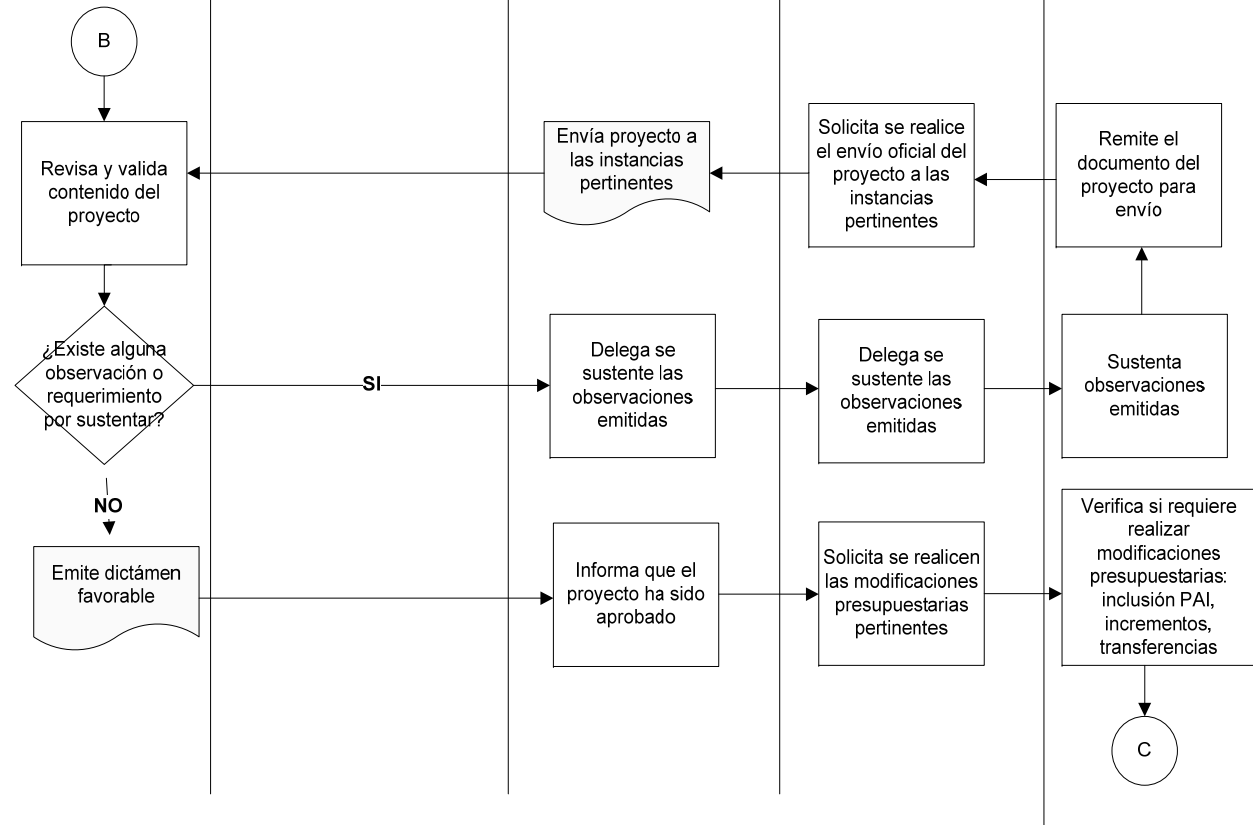 B
Revisa y valida
contenido del
proyecto
Envía proyecto a
las instancias
pertinentes
Solicita se realice
el envío oficial del
proyecto a las
instancias
pertinentes
Remite el
documento del
proyecto para
envío
¿Existe alguna
observación o
requerimiento
por sustentar?
SI
Delega se
sustente las
observaciones
emitidas
Delega se
sustente las
observaciones
emitidas
Sustenta
observaciones
emitidas
NO
Emite dictámen
favorable
Informa que el
proyecto ha sido
aprobado
Solicita se realicen
las modificaciones
presupuestarias
pertinentes
Verifica si requiere
realizar
modificaciones
presupuestarias:
inclusión PAI,
incrementos,
transferencias
C